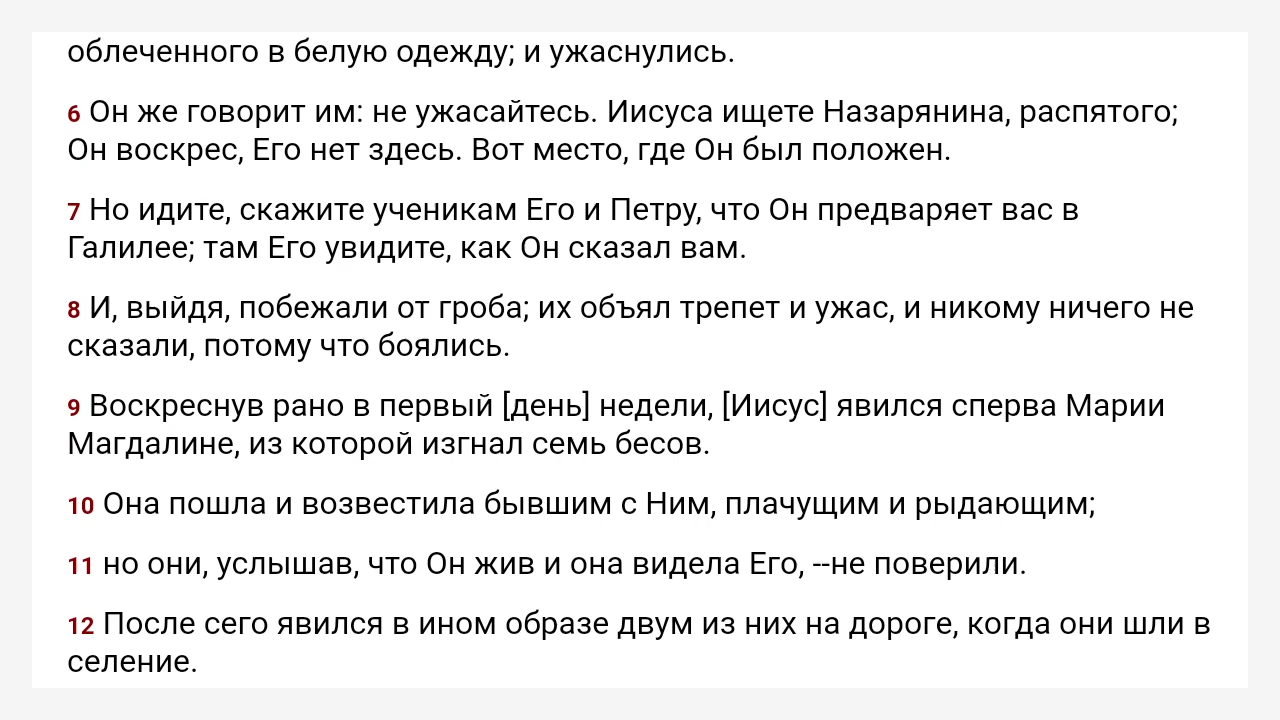 облеченного в белую одежду; и ужаснулись.
6 Он же говорит им: не ужасайтесь. Иисуса ищете Назарянина, распятого;
Он воскрес, Его нет здесь. Вот место, где Он был положен.
7 Но идите, скажите ученикам Его и Петру, что Он предваряет вас в
Галилее; там Его увидите, как Он сказал вам.
8 И, выйдя, побежали от гроба; их объял трепет и ужас, и никому ничего не
сказали, потому что боялись.
9 Воскреснув рано в первый [день] недели, [Иисус] явился сперва Марии
Магдалине, из которой изгнал семь бесов.
10 Она пошла и возвестила бывшим с Ним, плачущим и рыдающим;
11 но они, услышав, что Он жив и она видела Его, --не поверили.
12 После сего явился в ином образе двум из них на дороге, когда они шли в
селение.